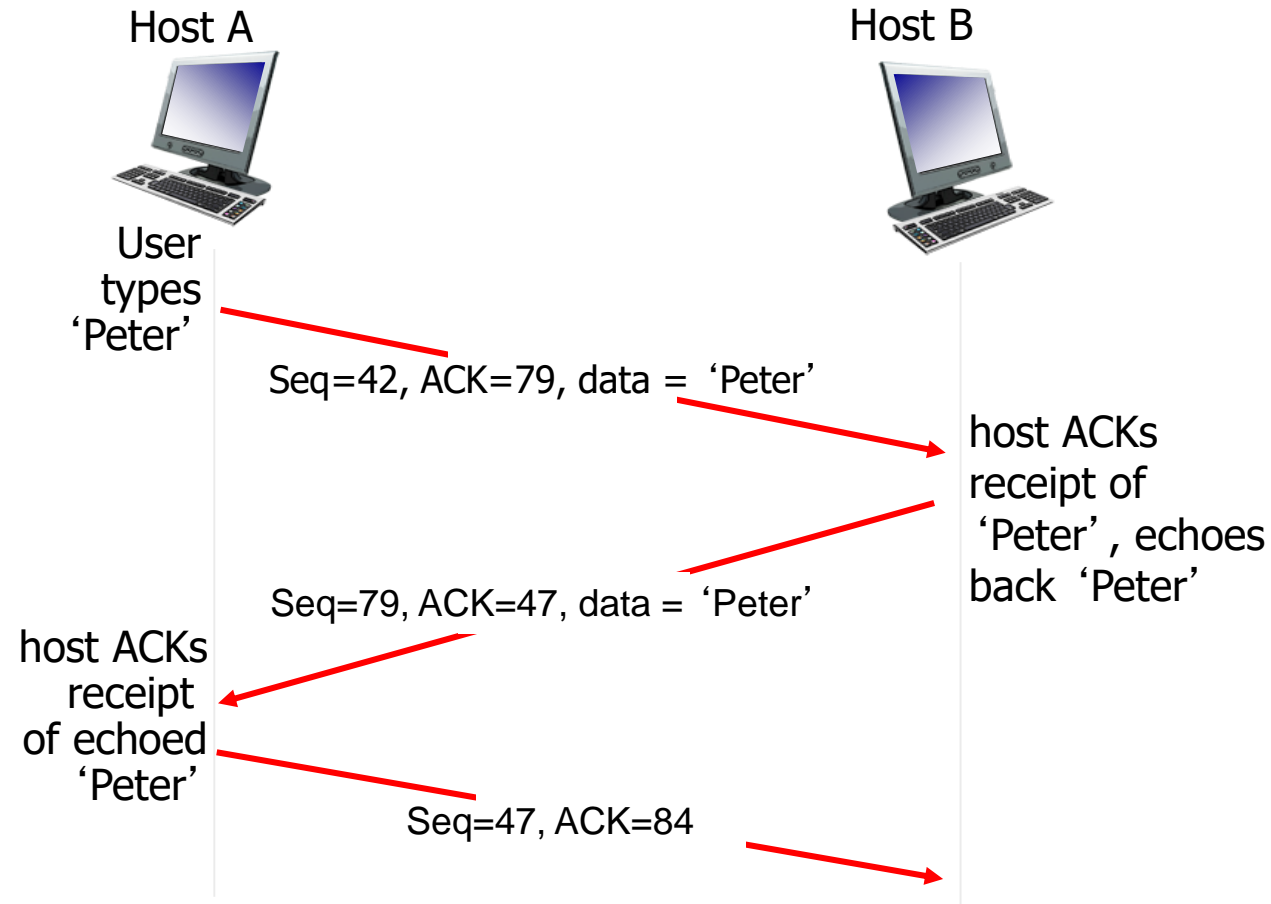 Host A
Host B
User
types
‘Peter’
Seq=42, ACK=79, data = ‘Peter’
host ACKs
receipt of
‘Peter’, echoes
back ‘Peter’
Seq=79, ACK=47, data = ‘Peter’
host ACKs
receipt
of echoed
‘Peter’
Seq=47, ACK=84